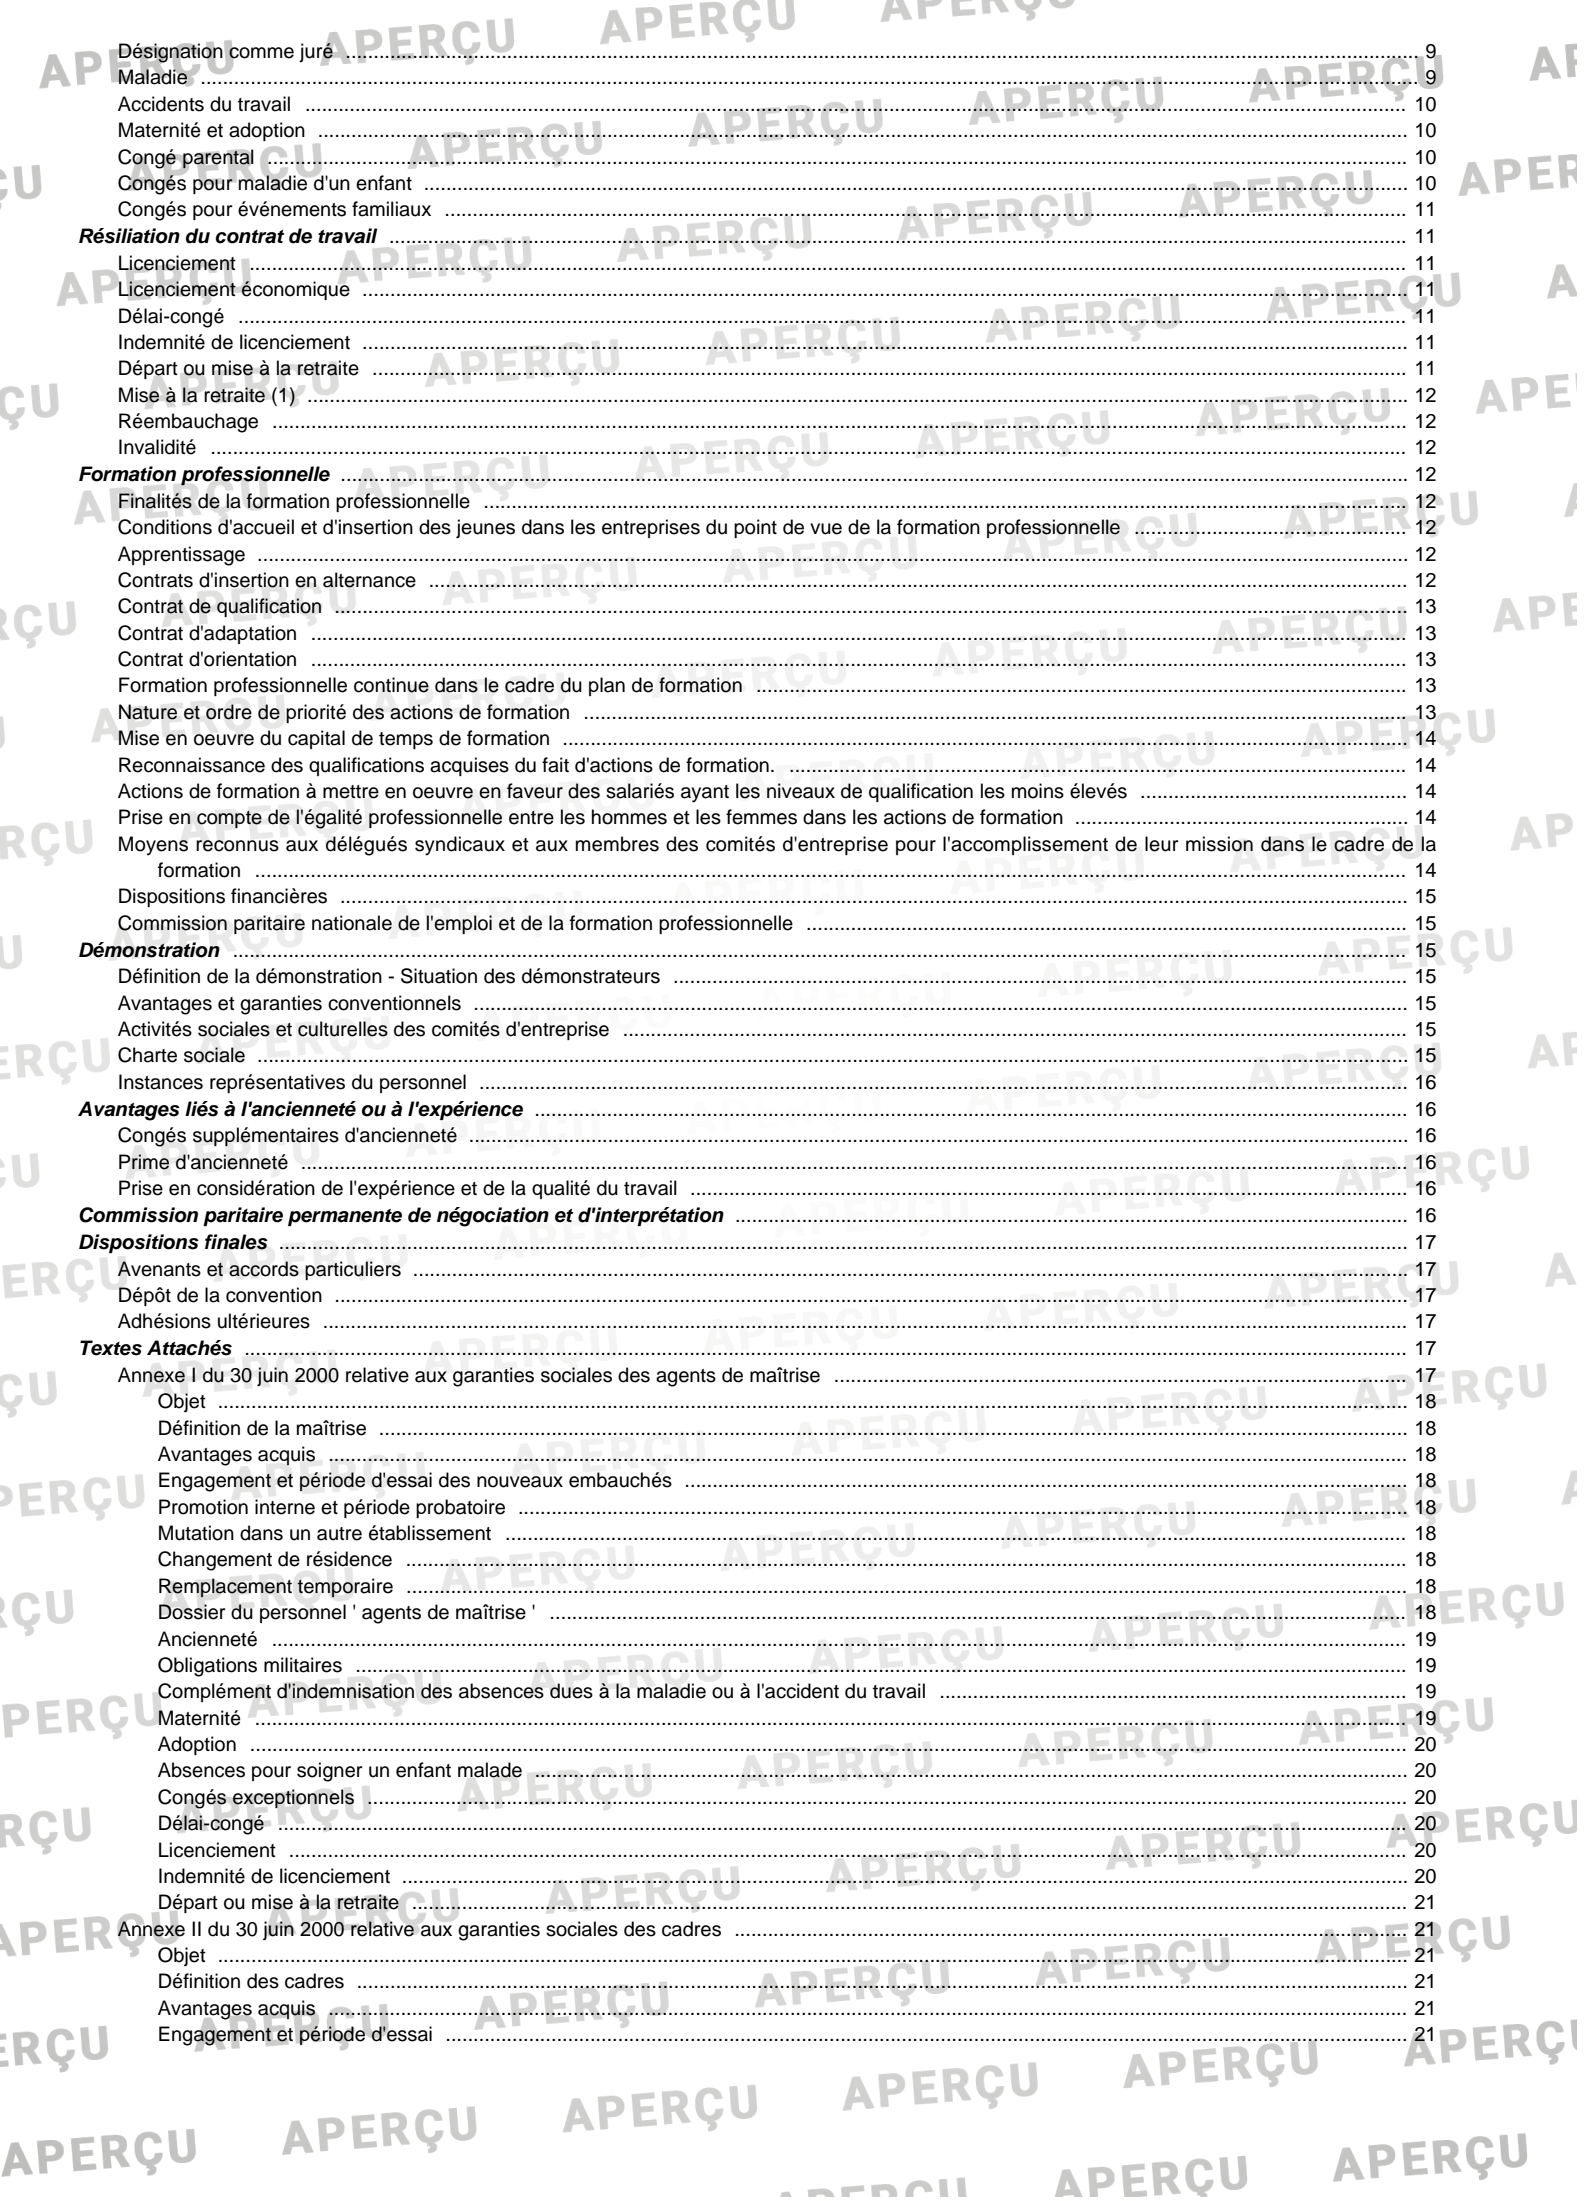 Désignation comme juré ... 9
Maladie ... 9
Accidents du travail ... 10
Maternité et adoption ... 10
Congé parental ... 10
Congés pour maladie d'un enfant ... 10
Congés pour événements familiaux ... 11
Résiliation du contrat de travail ... 11
Licenciement ... 11
Licenciement économique ... 11
Délai-congé ... 11
Indemnité de licenciement ... 11
Départ ou mise à la retraite ... 11
Mise à la retraite (1) ... 12
Réembauchage ... 12
Invalidité ... 12
Formation professionnelle ... 12
Finalités de la formation professionnelle ... 12
Conditions d'accueil et d'insertion des jeunes dans les entreprises du point de vue de la formation professionnelle ... 12
Apprentissage ... 12
Contrats d'insertion en alternance ... 12
Contrat de qualification ... 13
Contrat d'adaptation ... 13
Contrat d'orientation ... 13
Formation professionnelle continue dans le cadre du plan de formation ... 13
Nature et ordre de priorité des actions de formation ... 13
Mise en oeuvre du capital de temps de formation ... 14
Reconnaissance des qualifications acquises du fait d'actions de formation. ... 14
Actions de formation à mettre en oeuvre en faveur des salariés ayant les niveaux de qualification les moins élevés ... 14
Prise en compte de l'égalité professionnelle entre les hommes et les femmes dans les actions de formation ... 14
Moyens reconnus aux délégués syndicaux et aux membres des comités d'entreprise pour l'accomplissement de leur mission dans le cadre de la
formation ... 14
Dispositions financières ... 15
Commission paritaire nationale de l'emploi et de la formation professionnelle ... 15
Démonstration ... 15
Définition de la démonstration - Situation des démonstrateurs ... 15
Avantages et garanties conventionnels ... 15
Activités sociales et culturelles des comités d'entreprise ... 15
Charte sociale ... 15
Instances représentatives du personnel ... 16
Avantages liés à l'ancienneté ou à l'expérience ... 16
Congés supplémentaires d'ancienneté ... 16
Prime d'ancienneté ... 16
Prise en considération de l'expérience et de la qualité du travail ... 16
Commission paritaire permanente de négociation et d'interprétation ... 16
Dispositions finales ... 17
Avenants et accords particuliers ... 17
Dépôt de la convention ... 17
Adhésions ultérieures ... 17
Textes Attachés ... 17
Annexe I du 30 juin 2000 relative aux garanties sociales des agents de maîtrise ... 17
Objet ... 18
Définition de la maîtrise ... 18
Avantages acquis ... 18
Engagement et période d'essai des nouveaux embauchés ... 18
Promotion interne et période probatoire ... 18
Mutation dans un autre établissement ... 18
Changement de résidence ... 18
Remplacement temporaire ... 18
Dossier du personnel ' agents de maîtrise ' ... 18
Ancienneté ... 19
Obligations militaires ... 19
Complément d'indemnisation des absences dues à la maladie ou à l'accident du travail ... 19
Maternité ... 19
Adoption ... 20
Absences pour soigner un enfant malade ... 20
Congés exceptionnels ... 20
Délai-congé ... 20
Licenciement ... 20
Indemnité de licenciement ... 20
Départ ou mise à la retraite ... 21
Annexe II du 30 juin 2000 relative aux garanties sociales des cadres ... 21
Objet ... 21
Définition des cadres ... 21
Avantages acquis ... 21
Engagement et période d'essai ... 21
APERÇU